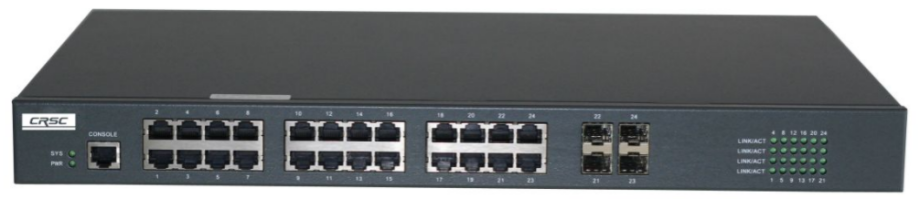 CRSC
CONSOLE
SYS
PWR
2 4 6 8
1 3 5 7
10 12 14 16
9 11 13 15
18 20 22 24
17 19 21 23
22 24
21 23
4 8 12 16 20 24
LINK/ACT
LINK/ACT
LINK/ACT
LINK/ACT
1 5 9 13 17 21